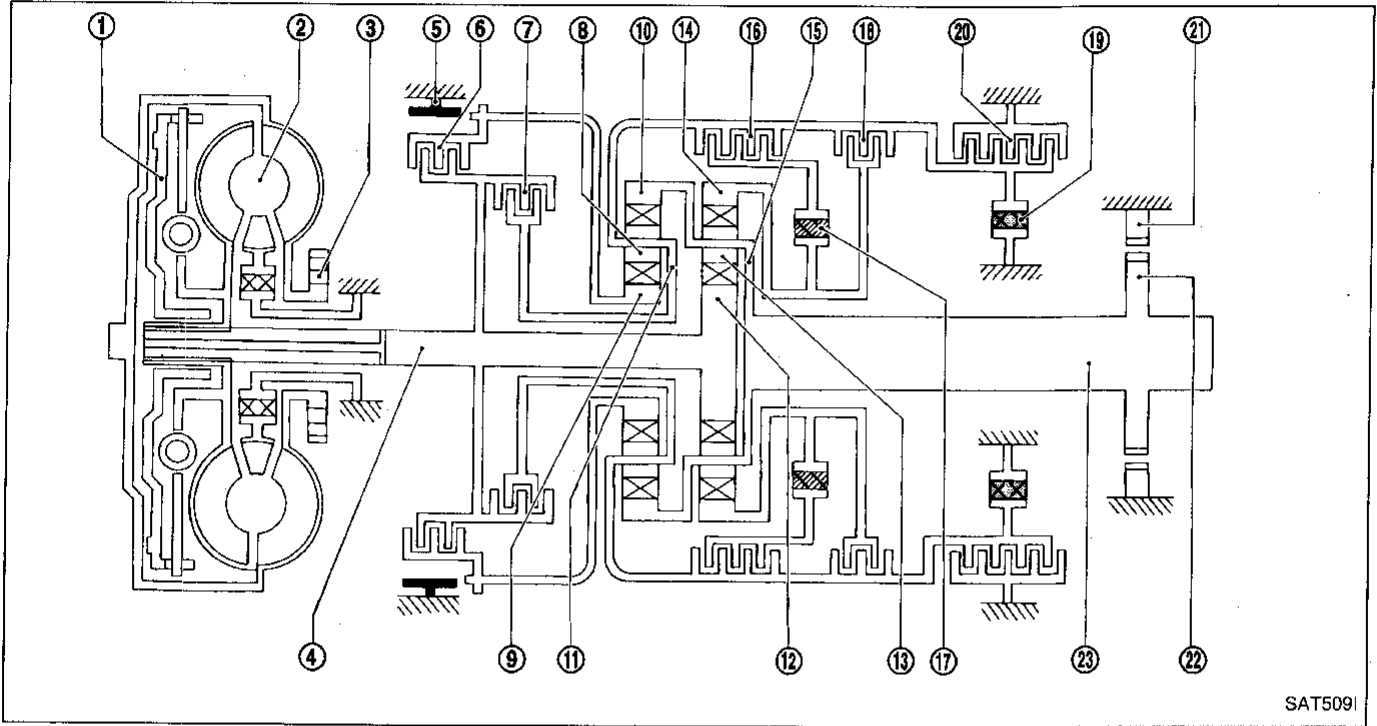 ① ② ③ ⑤ ⑥ ⑦ ⑧ ⑩ ⑭ ⑯ ⑮ ⑱ ⑳ ⑲ ㉑
④ ⑨ ⑪ ⑫ ⑬ ⑰ ㉓ ㉒
SAT509I